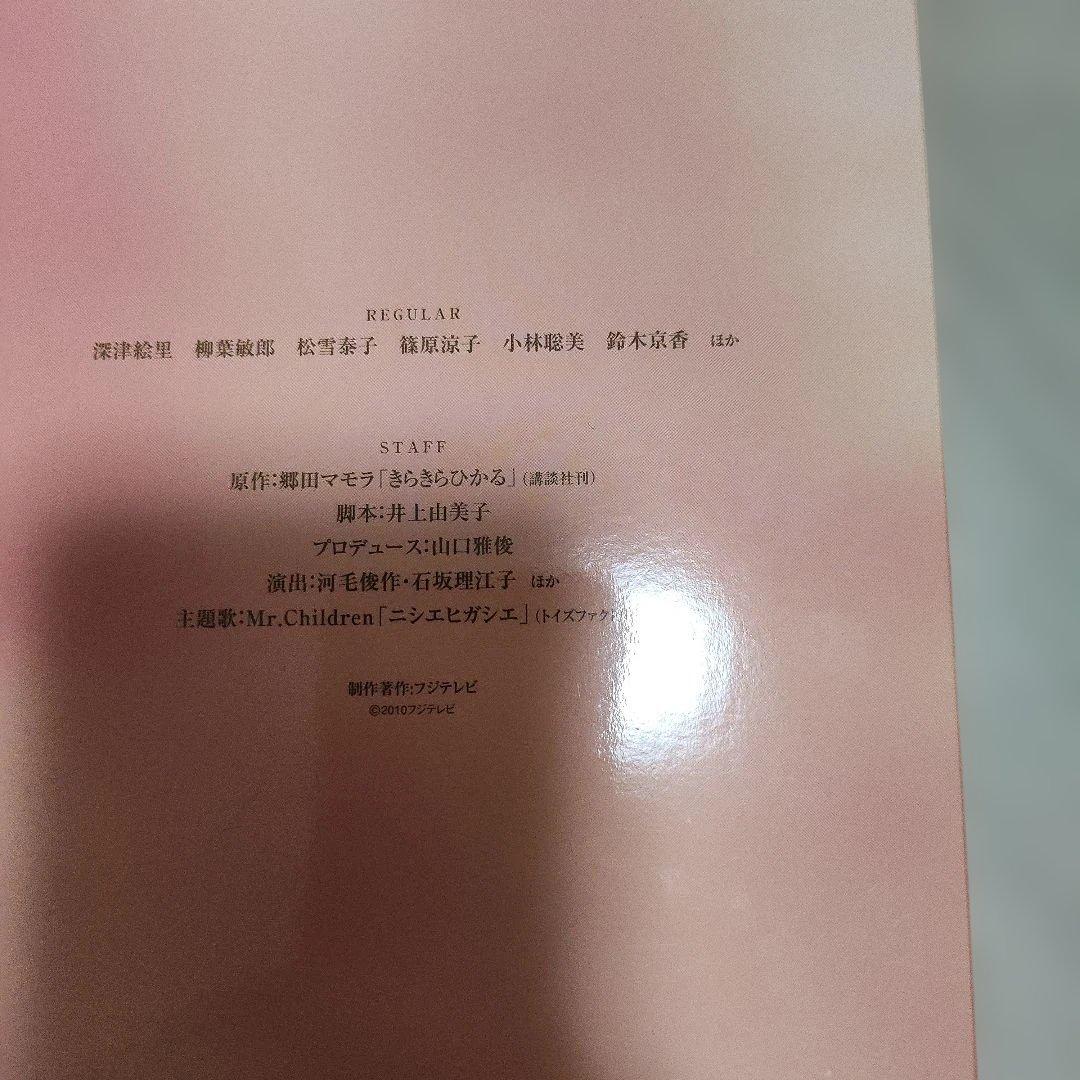 REGULAR
深津絵里 柳葉敏郎 松雪泰子 篠原涼子 小林聡美 鈴木京香 ほか
STAFF
原作:郷田マモラ「きらきらひかる」(講談社刊)
脚本:井上由美子
プロデュース:山口雅俊
演出:河毛俊作・石坂理江子 ほか
主題歌:Mr.Children「ニシエヒガシエ」
制作著作:フジテレビ
©2010フジテレビ